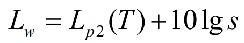 L_w = L_{p2}(T) + 10 lg s